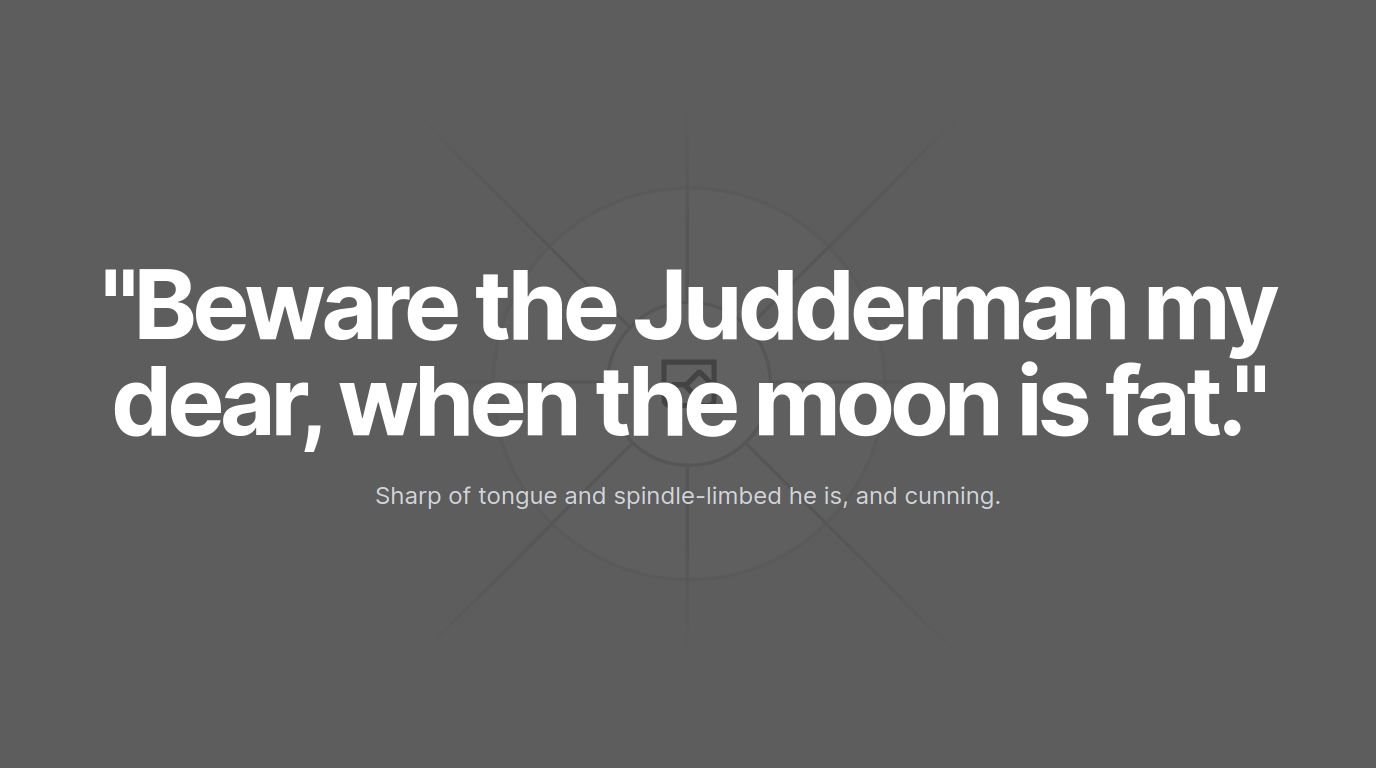 "Beware the Judderman my
dear, when the moon is fat."
Sharp of tongue and spindle-limbed he is, and cunning.